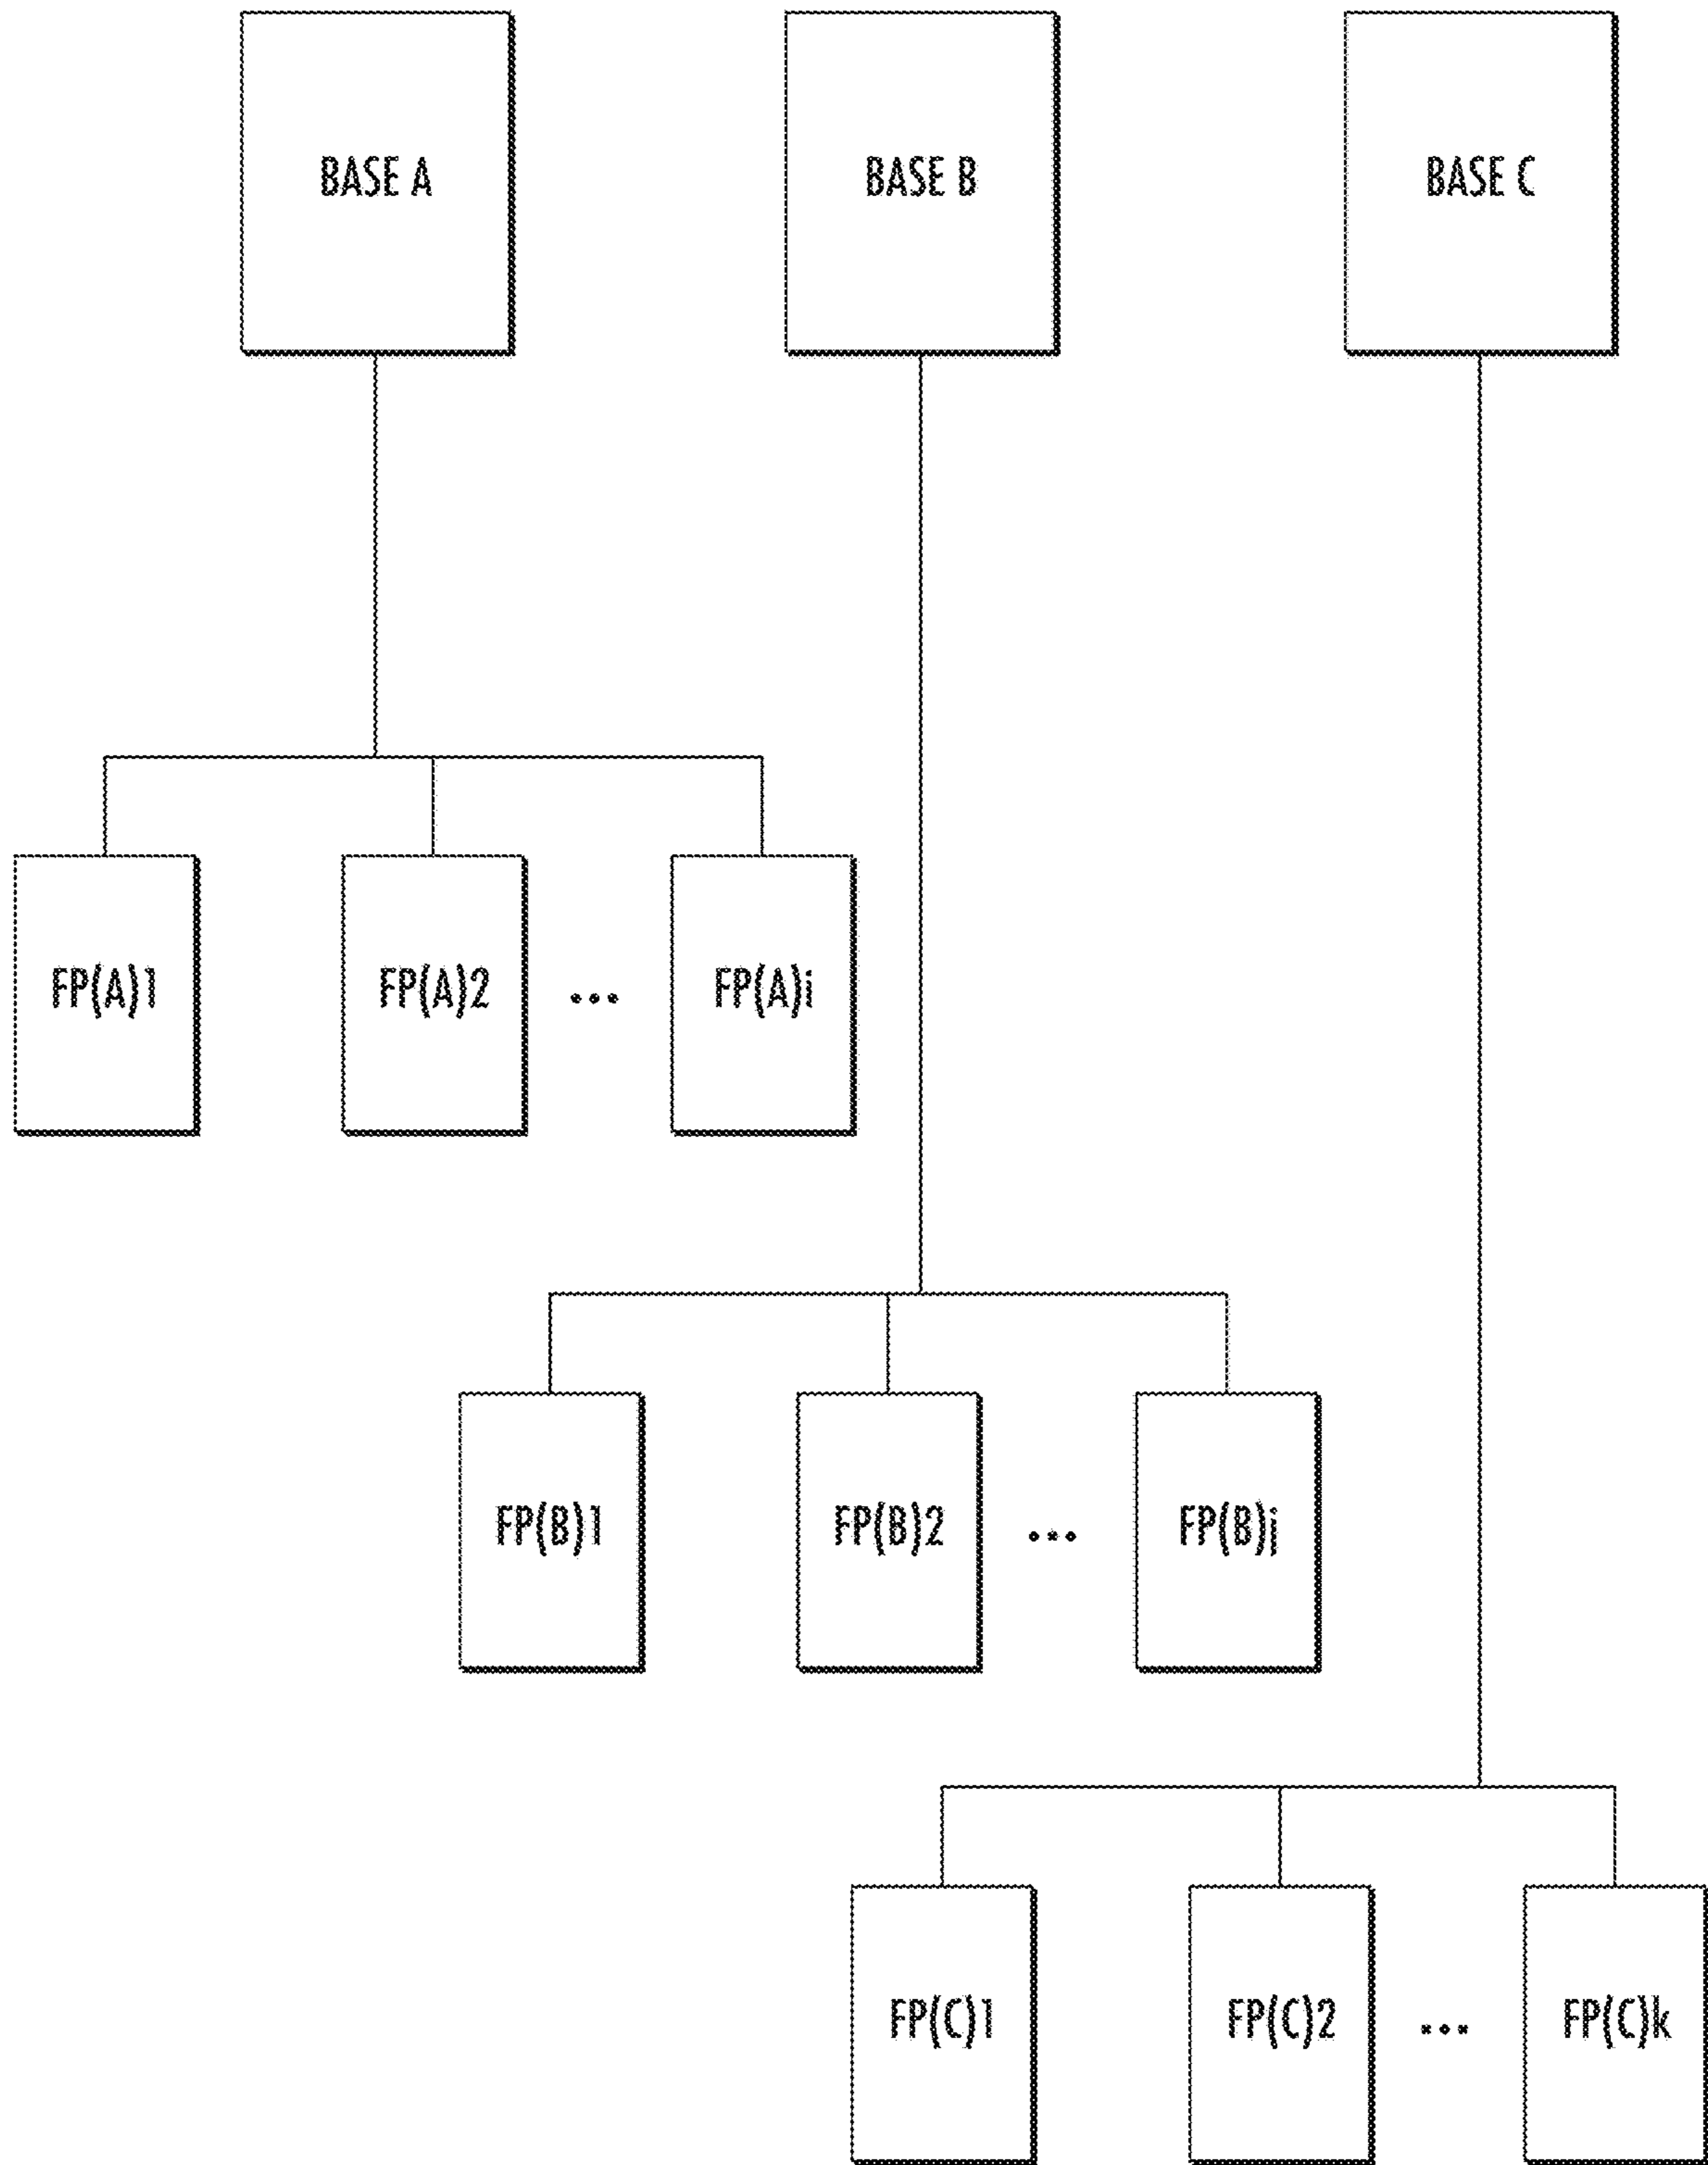 BASE A
BASE B
BASE C
FP(A)1
FP(A)2
...
FP(A)i
FP(B)1
FP(B)2
...
FP(B)j
FP(C)1
FP(C)2
...
FP(C)k